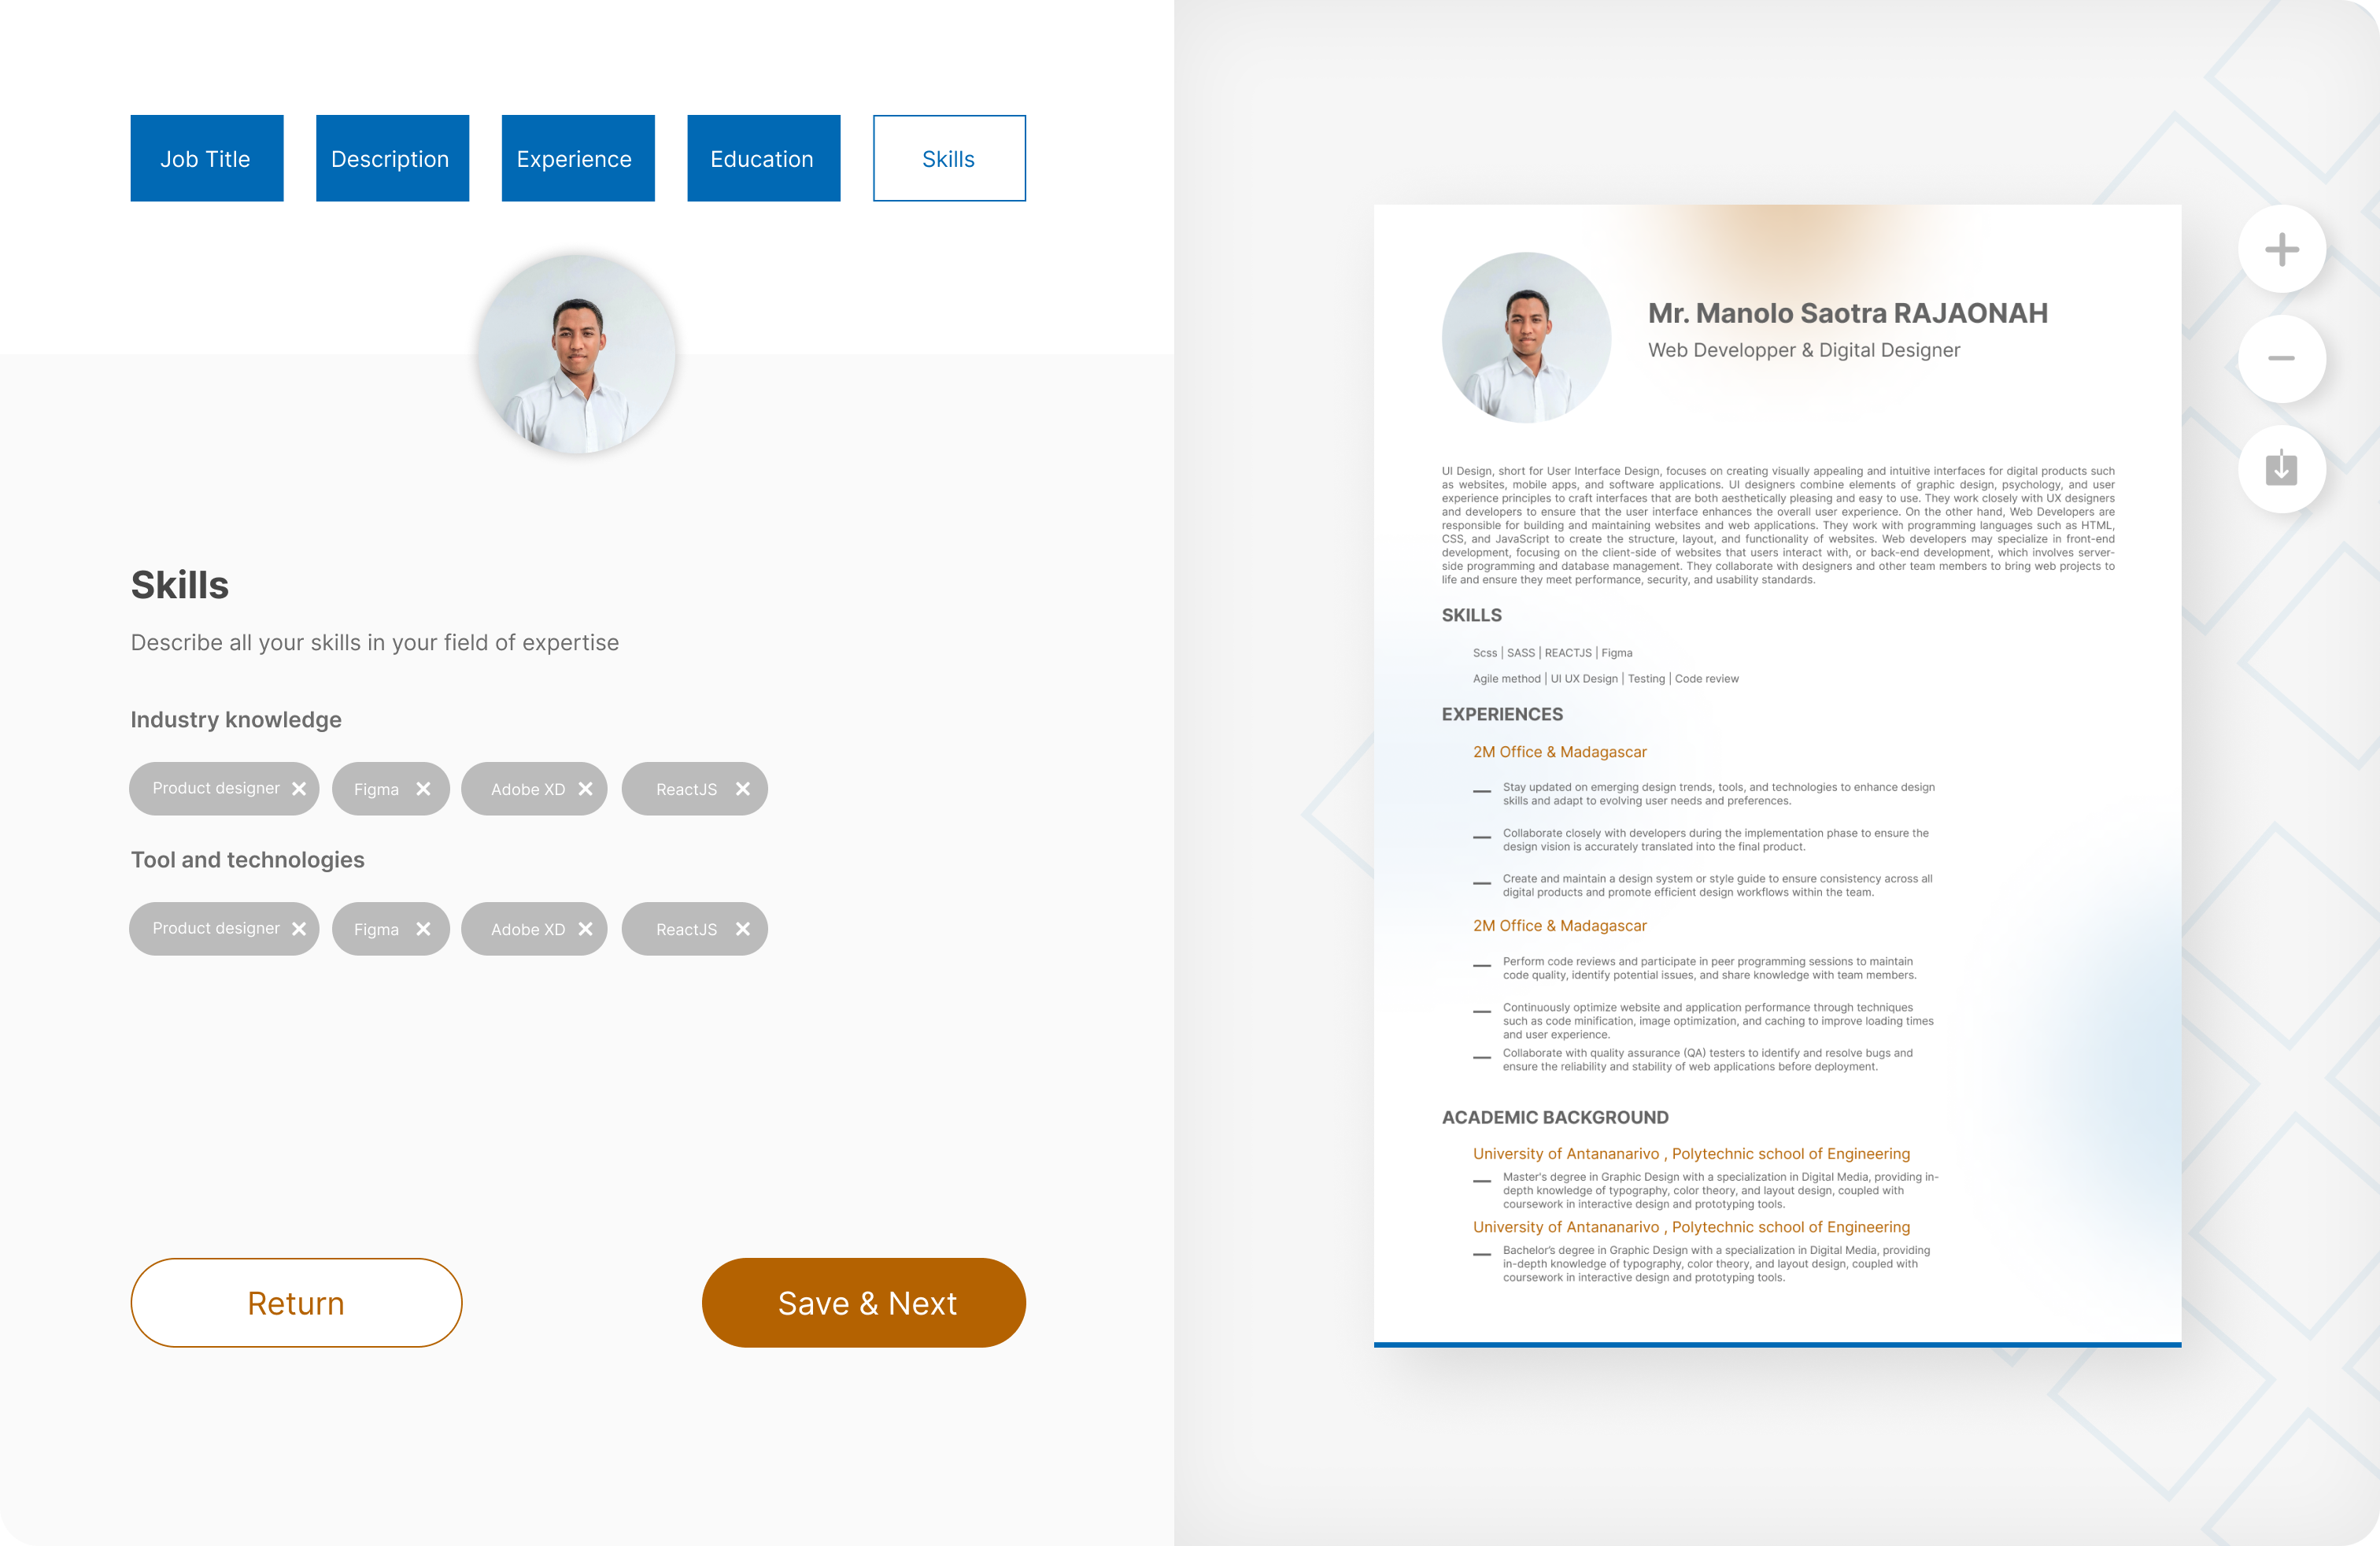 Job Title
Description
Experience
Education
Skills
Skills
Describe all your skills in your field of expertise
Industry knowledge
Product designer
Figma
Adobe XD
ReactJS
Tool and technologies
Product designer
Figma
Adobe XD
ReactJS
Return
Save & Next
Mr. Manolo Saotra RAJAONAH
Web Developper & Digital Designer
UI Design, short for User Interface Design, focuses on creating visually appealing and intuitive interfaces for digital products such
as websites, mobile apps, and software applications. UI designers combine elements of graphic design, psychology, and user
experience principles to craft interfaces that are both aesthetically pleasing and easy to use. They work closely with UX designers
and developers to ensure that the user interface enhances the overall user experience. On the other hand, Web Developers are
responsible for building and maintaining websites and web applications. They work with programming languages such as HTML,
CSS, and JavaScript to create the structure, layout, and functionality of websites. Web developers may specialize in front-end
development, focusing on the client-side of websites that users interact with, or back-end development, which involves server-
side programming and database management. They collaborate with designers and other team members to bring web projects to
life and ensure they meet performance, security, and usability standards.
SKILLS
Scss | SASS | REACTJS | Figma
Agile method | UI UX Design | Testing | Code review
EXPERIENCES
2M Office & Madagascar
Stay updated on emerging design trends, tools, and technologies to enhance design
skills and adapt to evolving user needs and preferences.
Collaborate closely with developers during the implementation phase to ensure the
design vision is accurately translated into the final product.
Create and maintain a design system or style guide to ensure consistency across all
digital products and promote efficient design workflows within the team.
2M Office & Madagascar
Perform code reviews and participate in peer programming sessions to maintain
code quality, identify potential issues, and share knowledge with team members.
Continuously optimize website and application performance through techniques
such as code minification, image optimization, and caching to improve loading times
and user experience.
Collaborate with quality assurance (QA) testers to identify and resolve bugs and
ensure the reliability and stability of web applications before deployment.
ACADEMIC BACKGROUND
University of Antananarivo , Polytechnic school of Engineering
Master's degree in Graphic Design with a specialization in Digital Media, providing in-
depth knowledge of typography, color theory, and layout design, coupled with
coursework in interactive design and prototyping tools.
University of Antananarivo , Polytechnic school of Engineering
Bachelor's degree in Graphic Design with a specialization in Digital Media, providing
in-depth knowledge of typography, color theory, and layout design, coupled with
coursework in interactive design and prototyping tools.